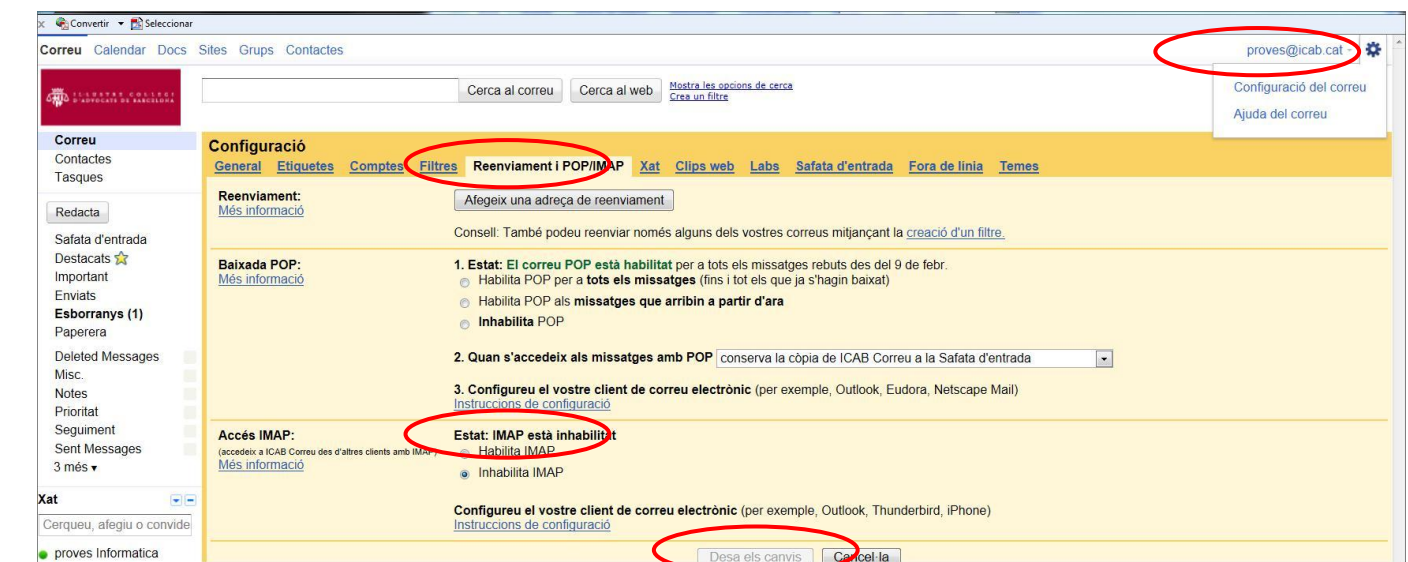 x Convertir Seleccionar
Correu Calendar Docs Sites Grups Contactes proves@icab.cat
IL·LUSTRE COL·LEGI
D'ADVOCATS DE BARCELONA
Cerca al correu Cerca al web Mostra les opcions de cerca
Crea un filtre
Configuració del correu
Ajuda del correu
Correu
Contactes
Tasques
Redacta
Safata d'entrada
Destacats
Important
Enviats
Esborranys (1)
Paperera
Deleted Messages
Misc.
Notes
Prioritat
Seguiment
Sent Messages
3 més ▾
Xat
Cerqueu, afegiu o convide
proves Informatica
Configuració
General Etiquetes Comptes Filtres Reenviament i POP/IMAP Xat Clips web Labs Safata d'entrada Fora de linia Temes
Reenviament:
Més informació
Afegeix una adreça de reenviament
Consell: També podeu reenviar només alguns dels vostres correus mitjançant la creació d'un filtre.
Baixada POP:
Més informació
1. Estat: El correu POP està habilitat per a tots els missatges rebuts des del 9 de febr.
Habilita POP per a tots els missatges (fins i tot els que ja s'hagin baixat)
Habilita POP als missatges que arribin a partir d'ara
Inhabilita POP
2. Quan s'accedeix als missatges amb POP conserva la còpia de ICAB Correu a la Safata d'entrada
3. Configureu el vostre client de correu electrònic (per exemple, Outlook, Eudora, Netscape Mail)
Instruccions de configuració
Accés IMAP:
(accedeix a ICAB Correu des d'altres clients amb IMAP)
Més informació
Estat: IMAP està inhabilitat
Habilita IMAP
Inhabilita IMAP
Configureu el vostre client de correu electrònic (per exemple, Outlook, Thunderbird, iPhone)
Instruccions de configuració
Desa els canvis Cancel·la